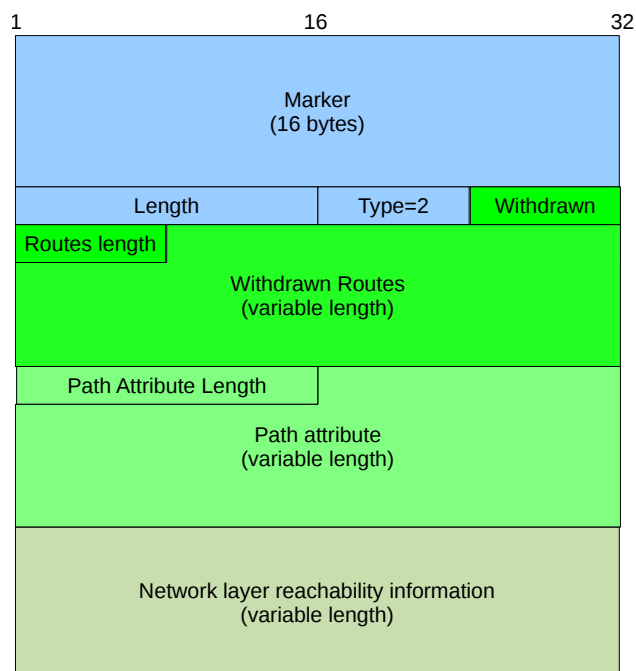 1 16 32
Marker
(16 bytes)
Length Type=2 Withdrawn
Routes length
Withdrawn Routes
(variable length)
Path Attribute Length
Path attribute
(variable length)
Network layer reachability information
(variable length)